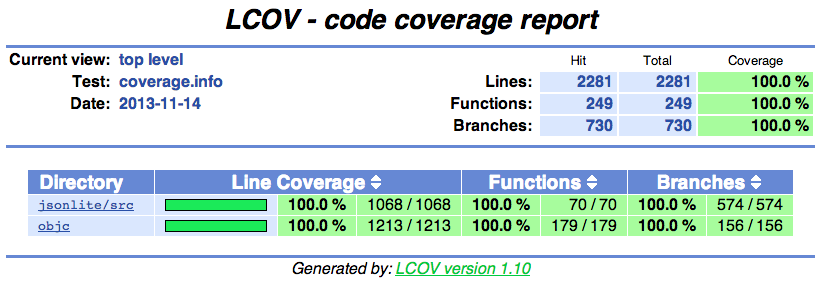 LCOV - code coverage report
Current view: top level
Test: coverage.info
Date: 2013-11-14
Hit Total Coverage
Lines: 2281 2281 100.0 %
Functions: 249 249 100.0 %
Branches: 730 730 100.0 %
Directory Line Coverage Functions Branches
jsonlite/src 100.0 % 1068 / 1068 100.0 % 70 / 70 100.0 % 574 / 574
objc 100.0 % 1213 / 1213 100.0 % 179 / 179 100.0 % 156 / 156
Generated by: LCOV version 1.10